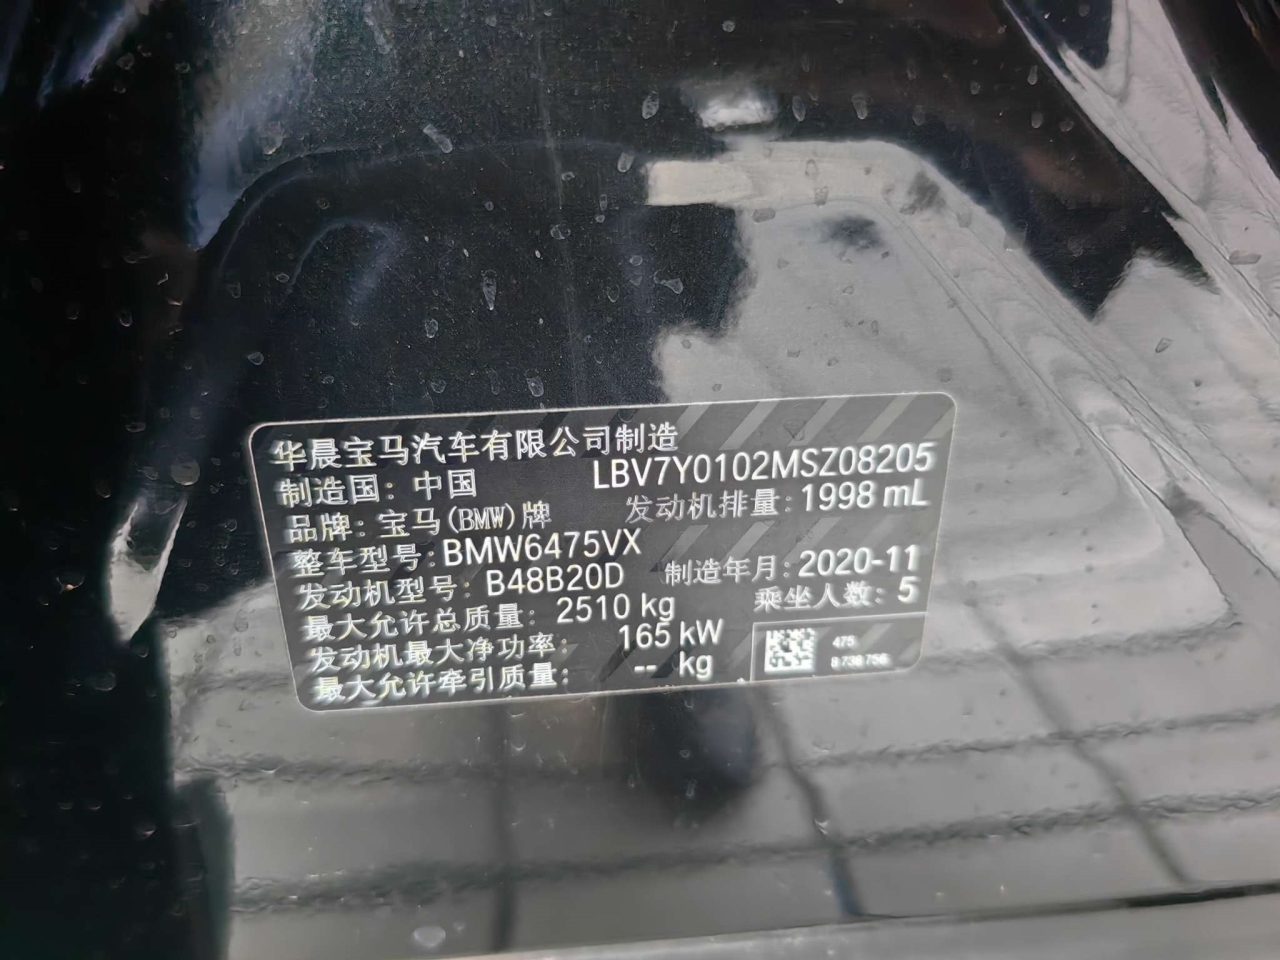 华晨宝马汽车有限公司制造
制造国：中国 LBV7Y0102MSZ08205
品牌：宝马(BMW)牌 发动机排量：1998 mL
整车型号：BMW6475VX
发动机型号：B48B20D 制造年月：2020-11
最大允许总质量：2510 kg 乘坐人数：5
发动机最大净功率：165 kW
最大允许牵引质量：-- kg
475
8 738 756